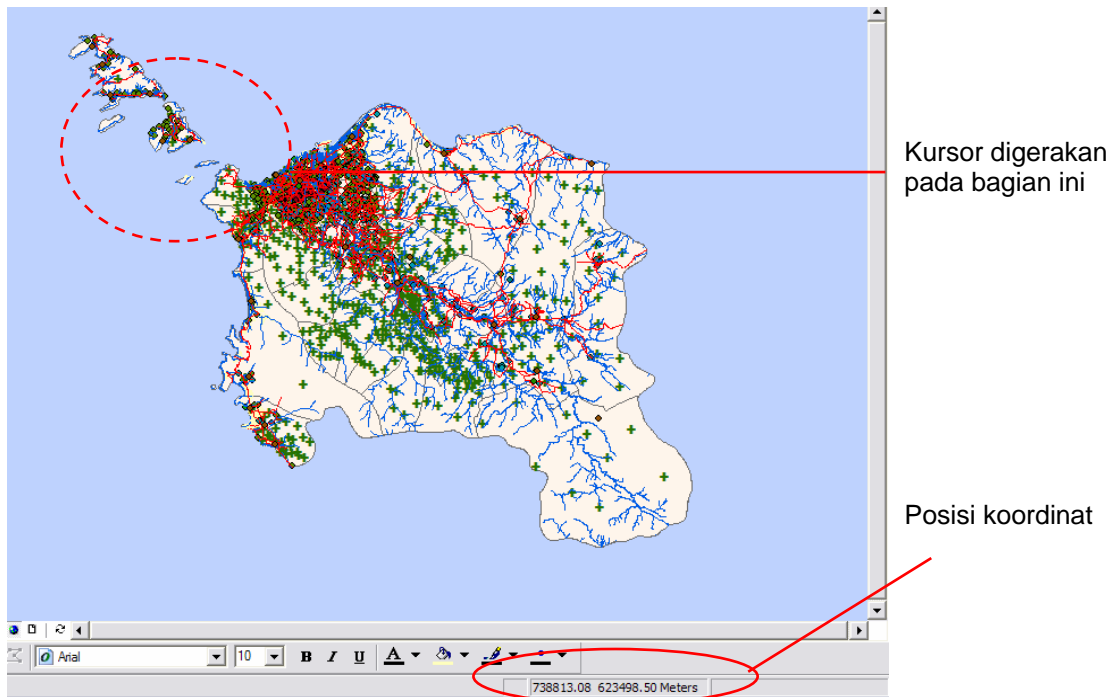 Kursor digerakan
pada bagian ini
Posisi koordinat
Arial 10 B I U A
738813.08 623498.50 Meters